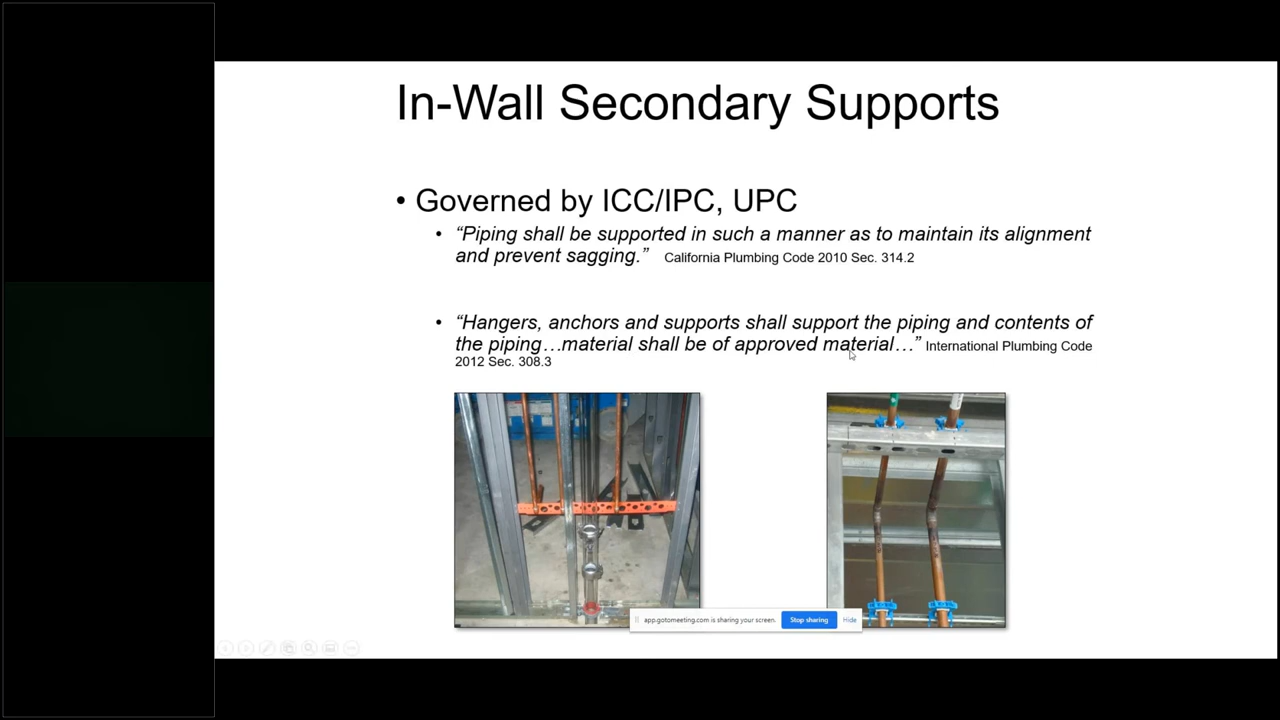 In-Wall Secondary Supports
• Governed by ICC/IPC, UPC
• “Piping shall be supported in such a manner as to maintain its alignment
and prevent sagging.” California Plumbing Code 2010 Sec. 314.2
• “Hangers, anchors and supports shall support the piping and contents of
the piping…material shall be of approved material…” International Plumbing Code
2012 Sec. 308.3
app.gotomeeting.com is sharing your screen. Stop sharing Hide